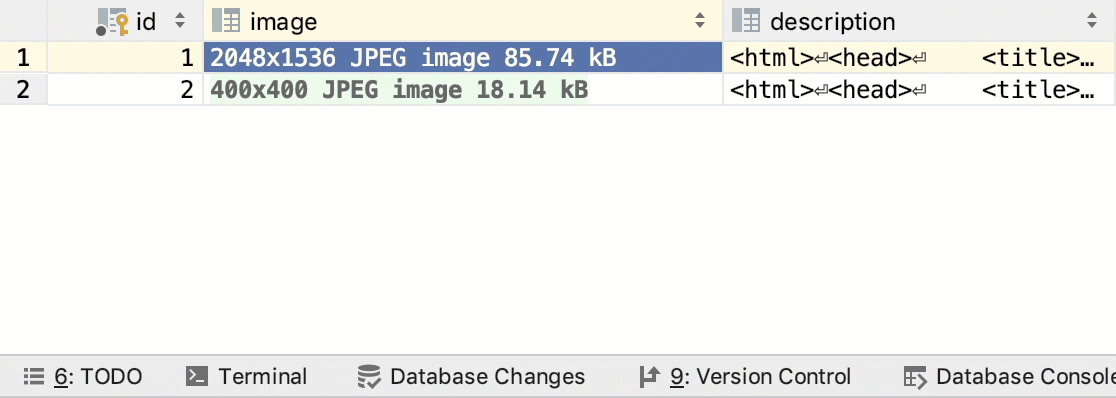 id image description
1 1 2048x1536 JPEG image 85.74 kB <html>⏎<head>⏎ <title>…
2 2 400x400 JPEG image 18.14 kB <html>⏎<head>⏎ <title>…
6: TODO Terminal Database Changes 9: Version Control Database Console